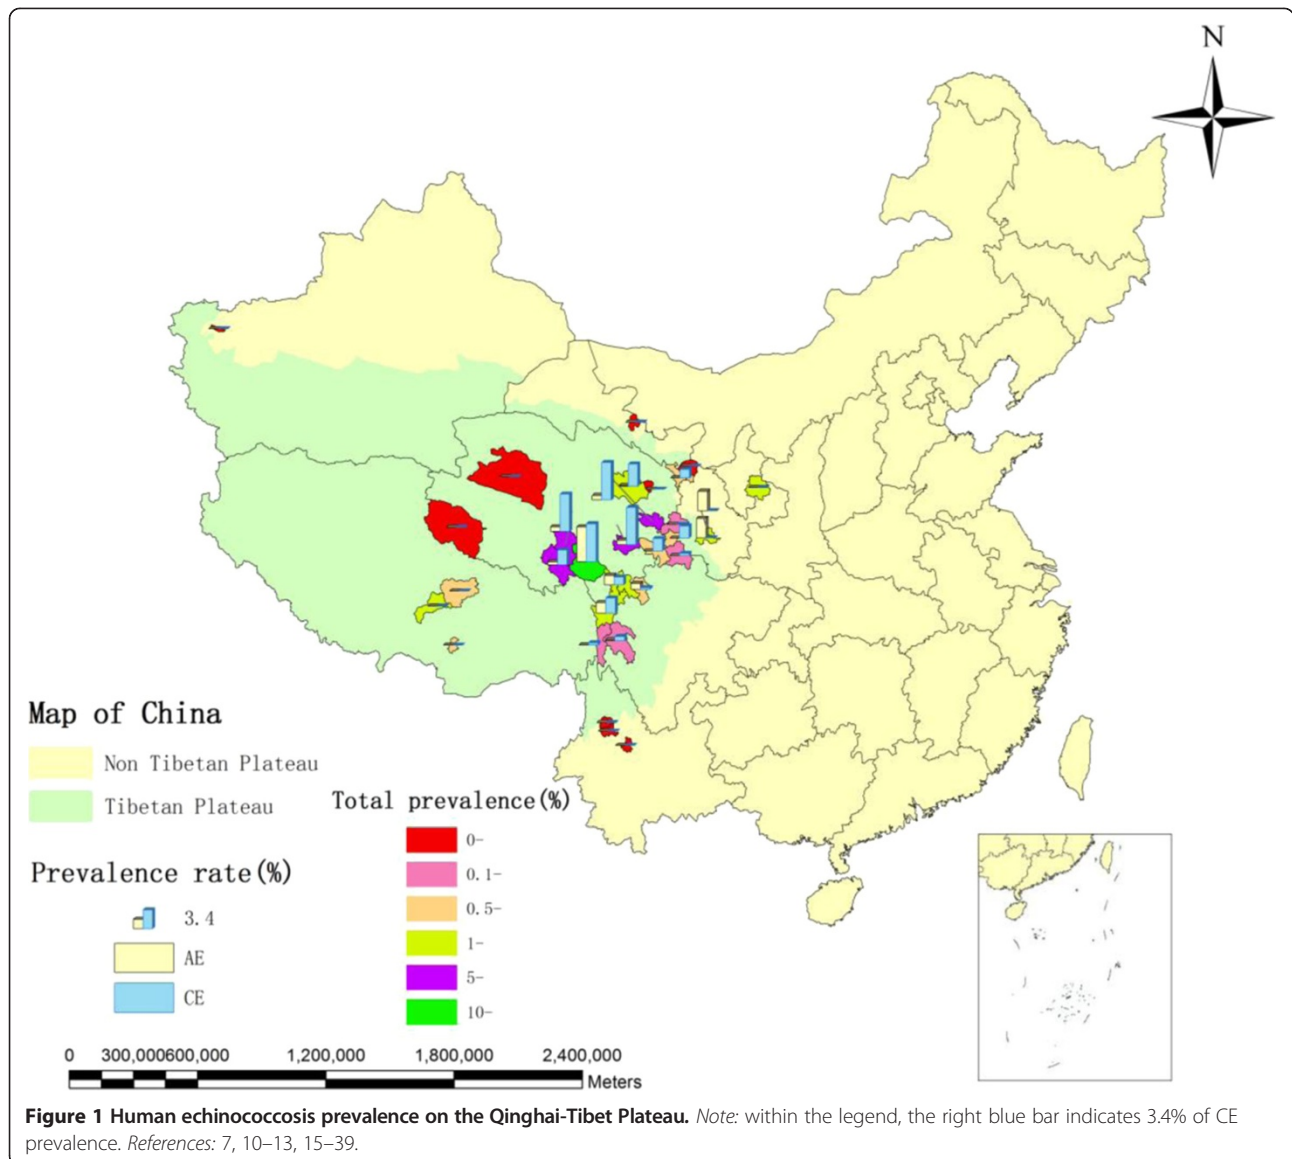 N
Map of China
Non Tibetan Plateau
Tibetan Plateau
Prevalence rate(%)
3.4
AE
CE
Total prevalence(%)
0-
0.1-
0.5-
1-
5-
10-
0 300,000600,000 1,200,000 1,800,000 2,400,000
Meters
Figure 1 Human echinococcosis prevalence on the Qinghai-Tibet Plateau. Note: within the legend, the right blue bar indicates 3.4% of CE
prevalence. References: 7, 10–13, 15–39.